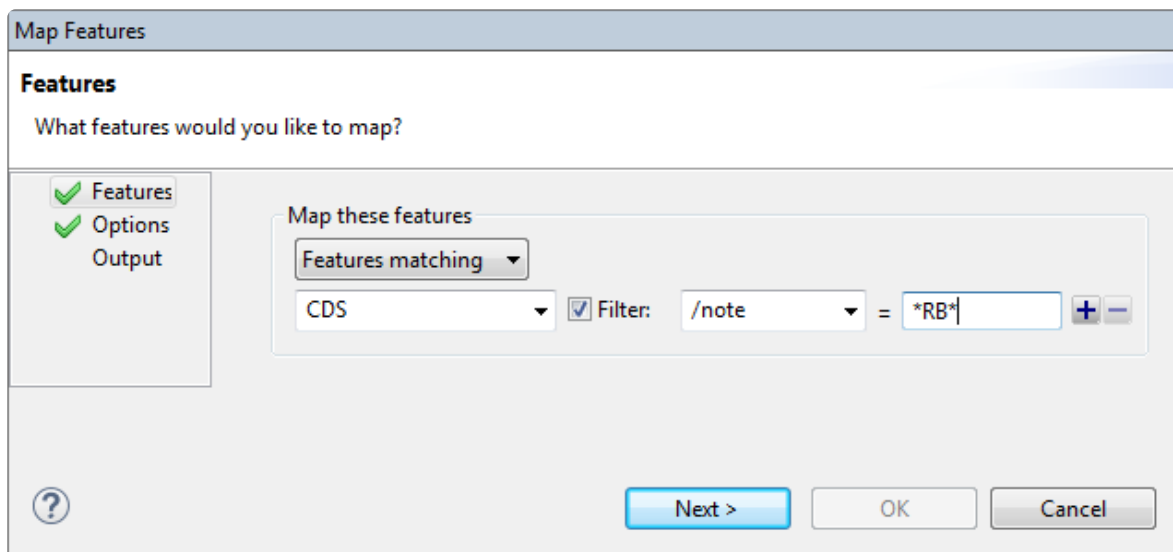 Map Features
Features
What features would you like to map?
Features
Options
Output
Map these features
Features matching
CDS Filter: /note = *RB*
? Next > OK Cancel